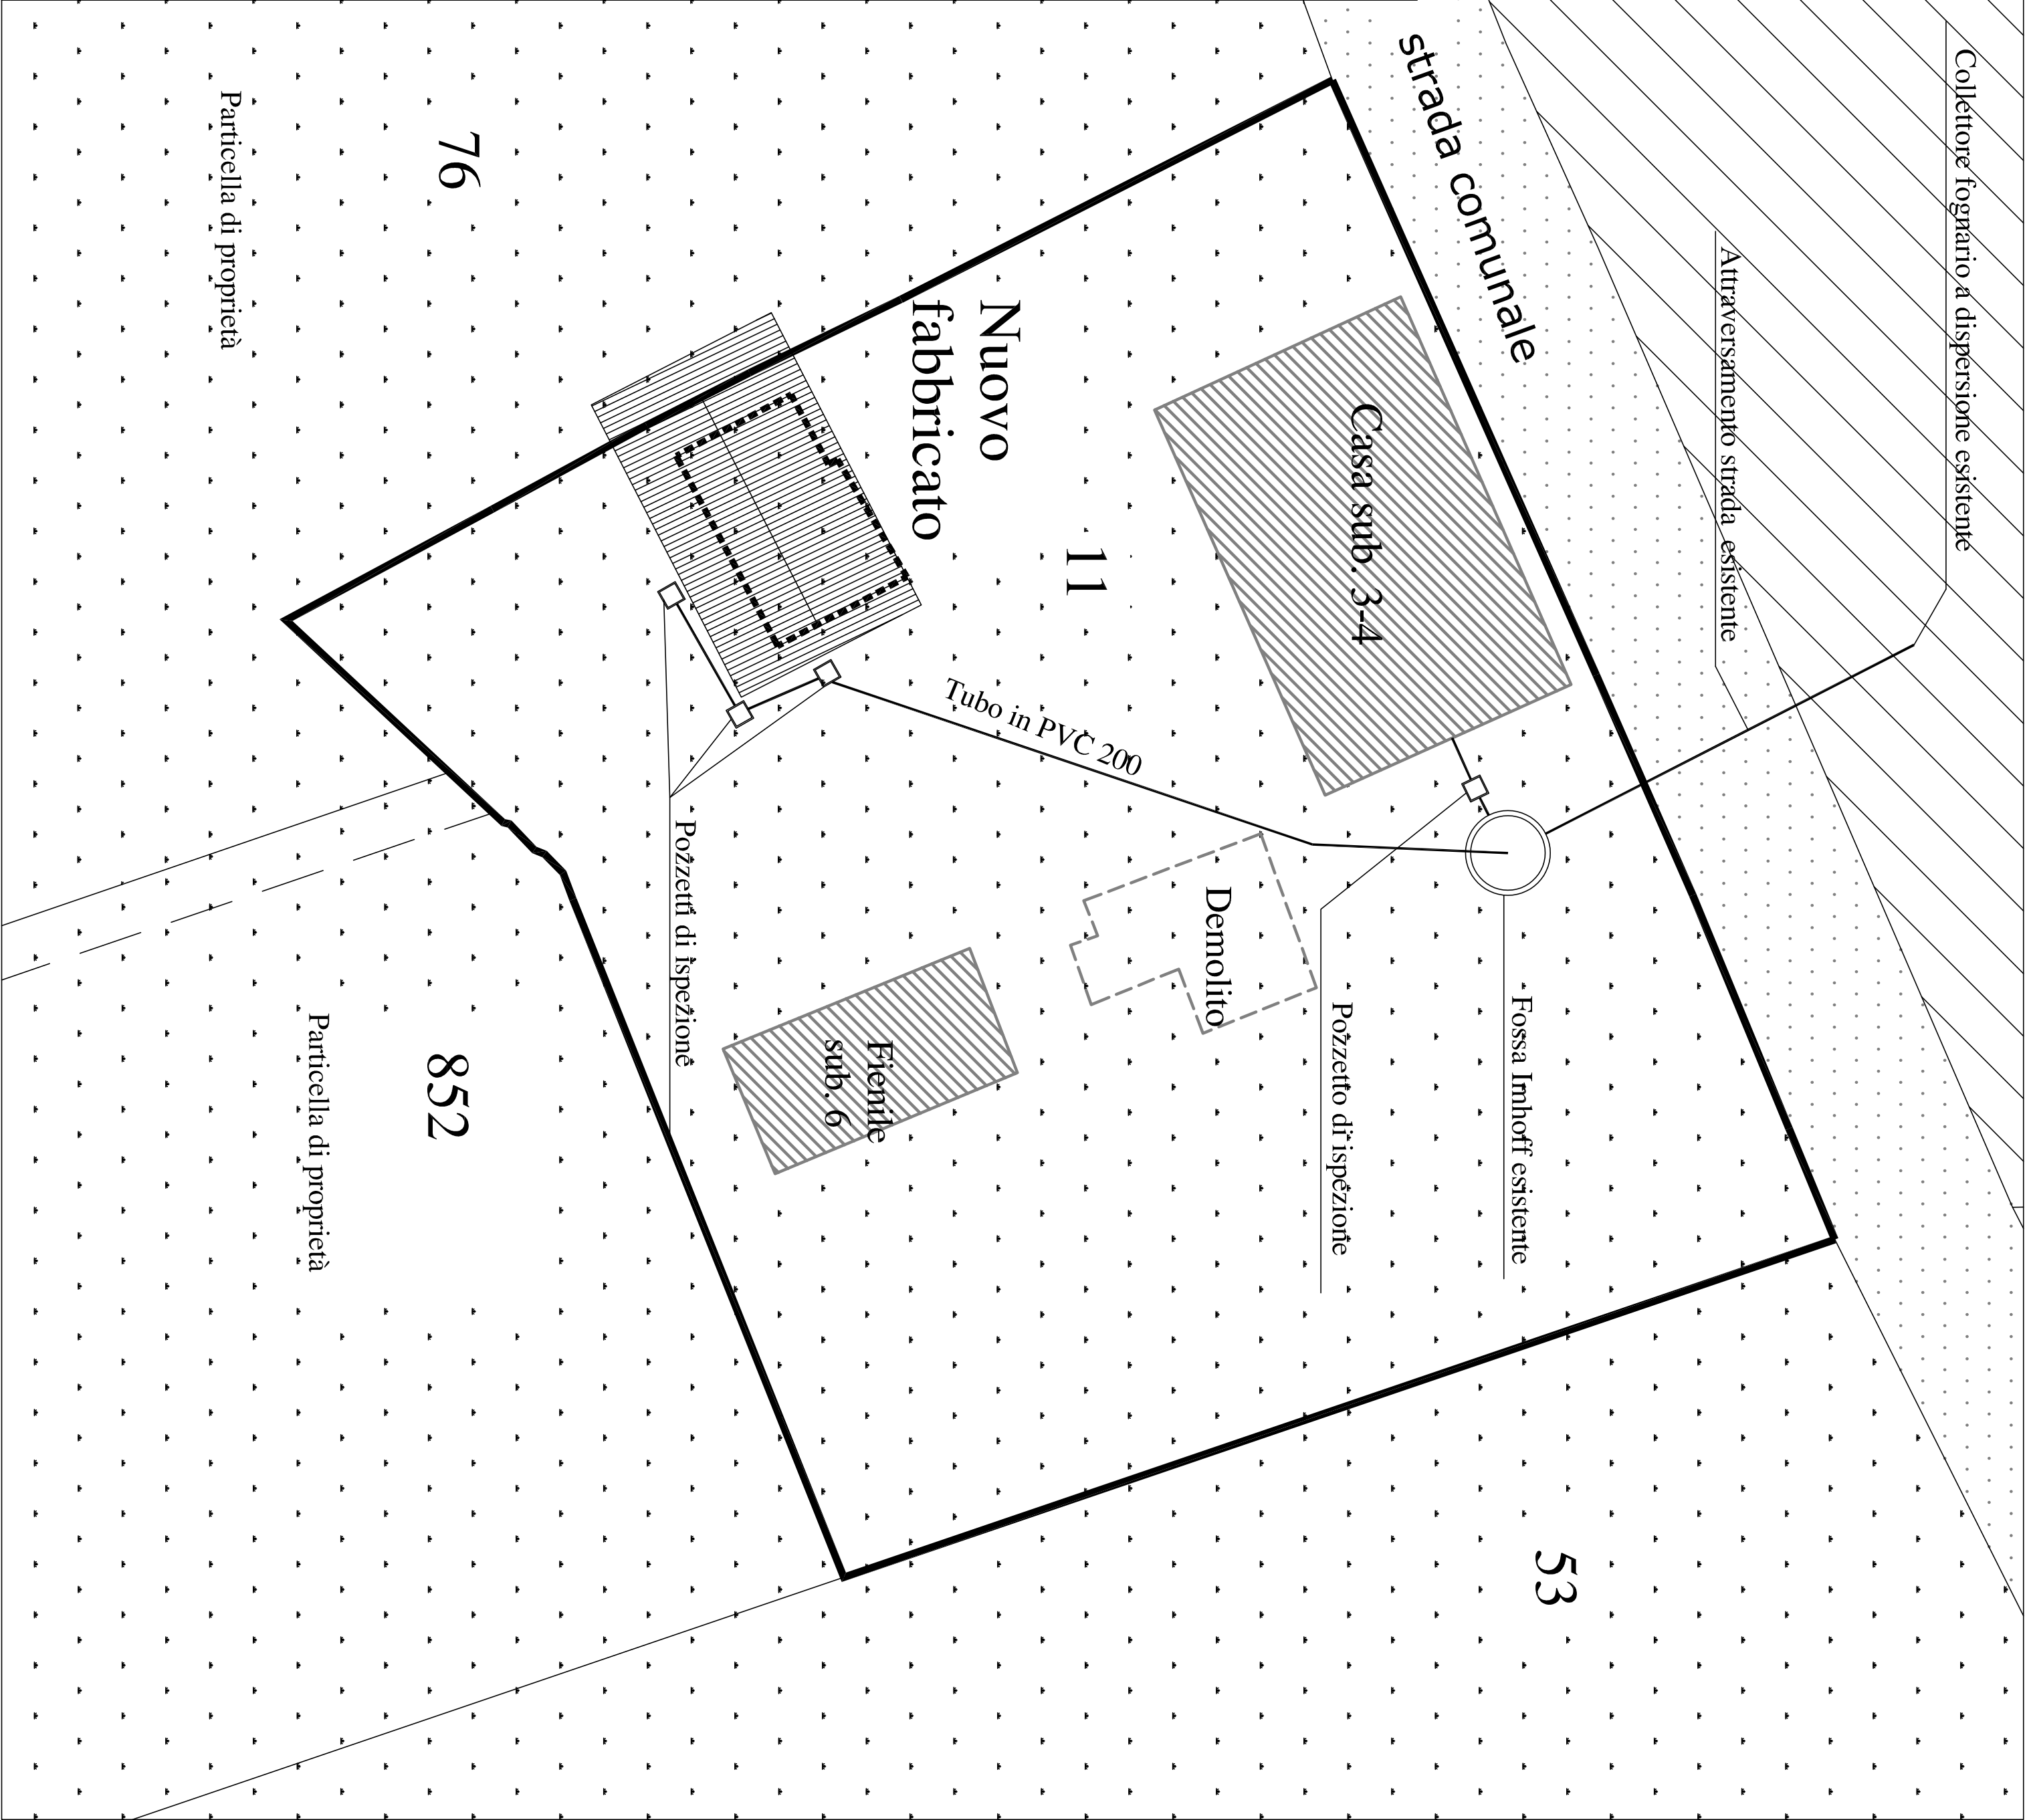 Collettore fognario a dispersione esistente
Attraversamento strada esistente
strada comunale
Casa sub. 3-4
Fossa Imhoff esistente
Pozzetto di ispezione
53
Demolito
11
Tubo in PVC 200
Nuovo
fabbricato
Fienile
sub. 6
Pozzetti di ispezione
76
852
Particella di proprietà
Particella di proprietà